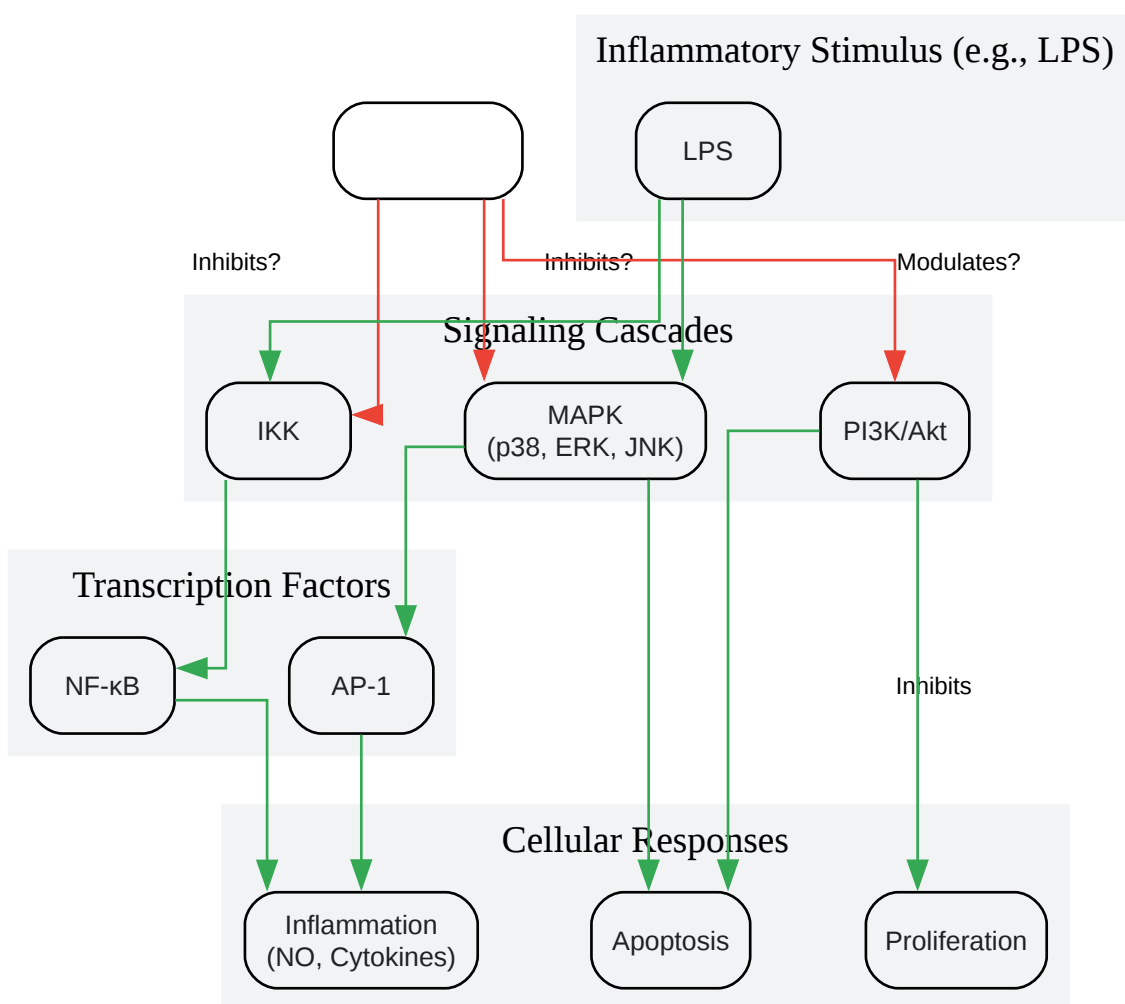 Inflammatory Stimulus (e.g., LPS)
LPS
Inhibits?
Inhibits?
Modulates?
Signaling Cascades
IKK
MAPK
(p38, ERK, JNK)
PI3K/Akt
Transcription Factors
NF-κB
AP-1
Inhibits
Cellular Responses
Inflammation
(NO, Cytokines)
Apoptosis
Proliferation